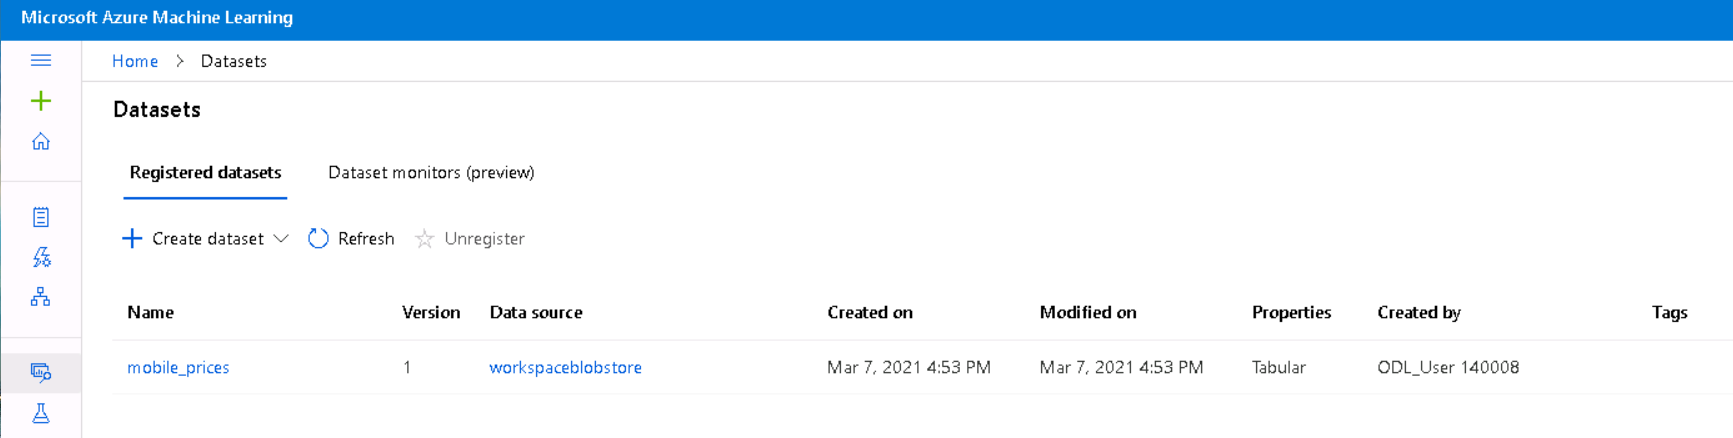 Microsoft Azure Machine Learning
Home > Datasets
Datasets
Registered datasets Dataset monitors (preview)
Create dataset Refresh Unregister
Name Version Data source Created on Modified on Properties Created by Tags
mobile_prices 1 workspaceblobstore Mar 7, 2021 4:53 PM Mar 7, 2021 4:53 PM Tabular ODL_User 140008